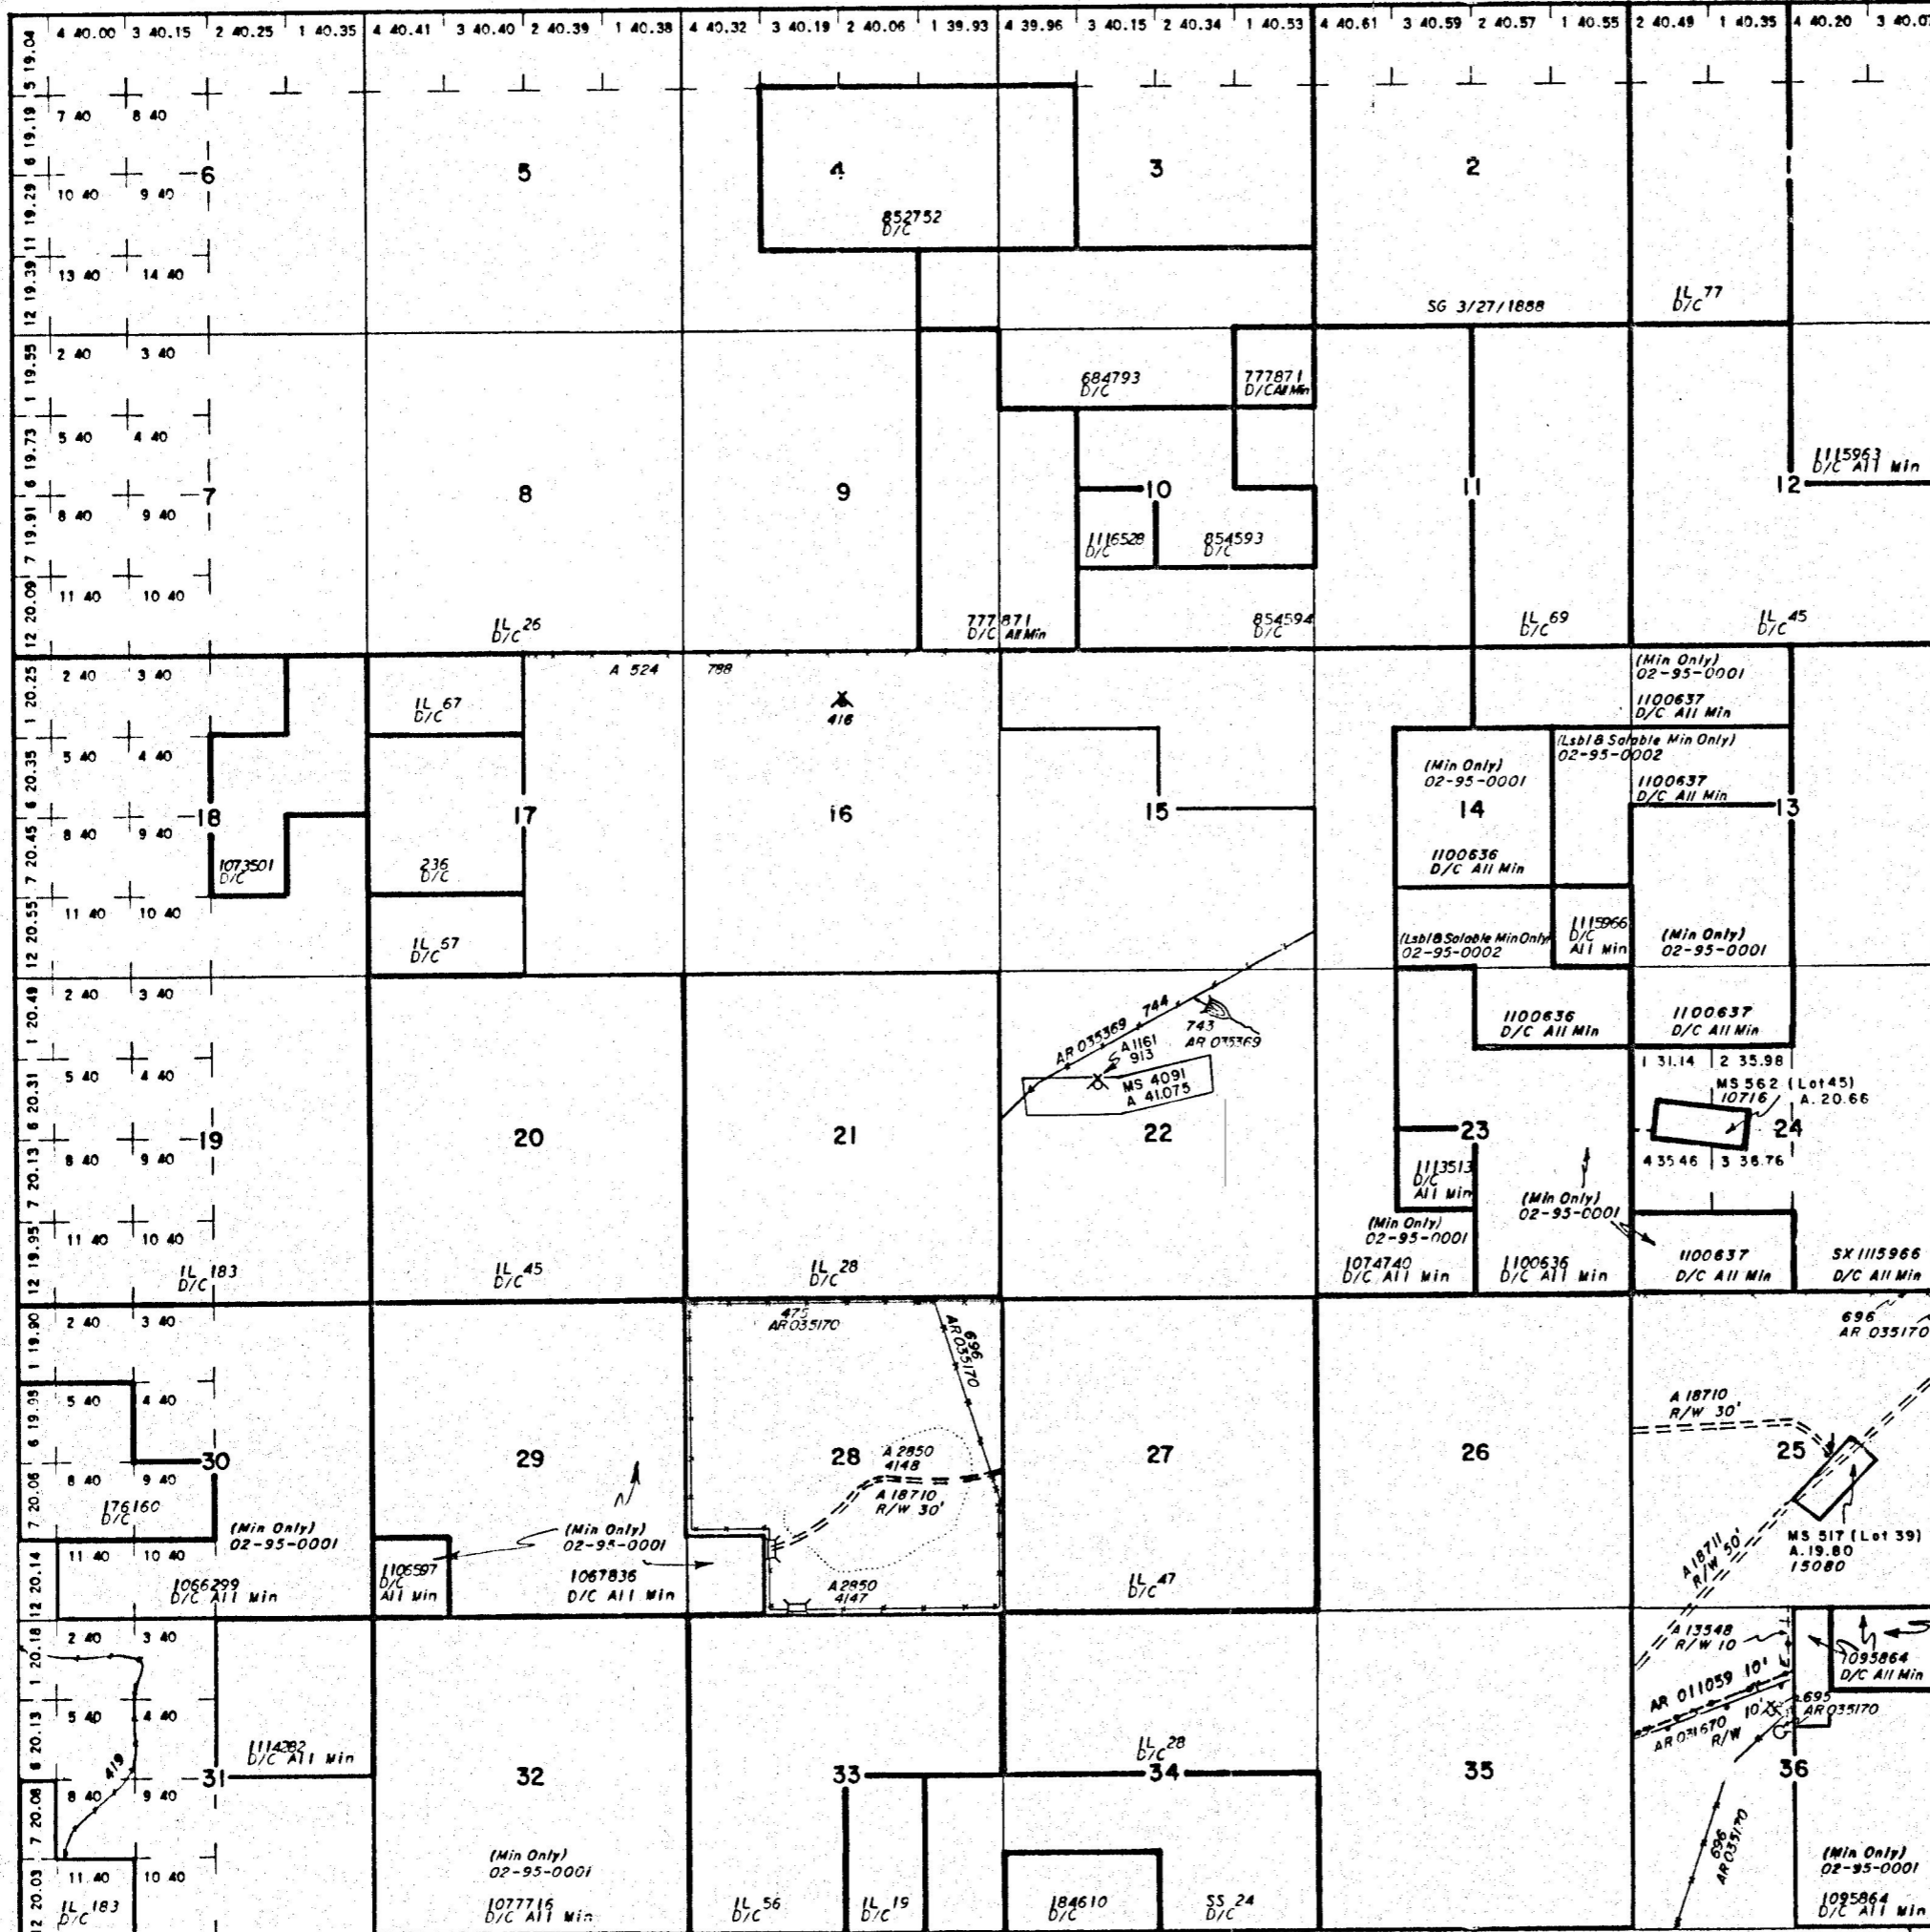 4 40.00 3 40.15 2 40.25 1 40.35 4 40.41 3 40.40 2 40.39 1 40.38 4 40.32 3 40.19 2 40.06 1 39.93 4 39.96 3 40.15 2 40.34 1 40.53 4 40.61 3 40.59 2 40.57 1 40.55 2 40.49 1 40.35 4 40.20 3 40.07
5 19.04
7 40 8 40
6 19.19
6 5 4 3 2
10 40 9 40
11 19.29
852752
D/C
13 40 14 40
12 19.39
SG 3/27/1888
IL 77
D/C
1 19.55
2 40 3 40
684793
D/C
777871
D/C All Min
5 40 4 40
6 19.73
1115963
D/C All Min
7 8 9 10 11 12
8 40 9 40
7 19.91
1116528
D/C
854593
D/C
11 40 10 40
12 20.09
IL 26
D/C
777871
D/C All Min
854594
D/C
IL 69
D/C
IL 45
D/C
1 20.25
2 40 3 40
A 524 788
(Min Only)
02-95-0001
1100637
D/C All Min
IL 67
D/C
416
5 40 4 40
6 20.35
(Lsbl & Salable Min Only)
02-95-0002
1100637
D/C All Min
(Min Only)
02-95-0001
18 17 16 15 14 13
8 40 9 40
7 20.45
1073501
D/C
236
D/C
1100636
D/C All Min
11 40 10 40
12 20.55
IL 67
D/C
(Lsbl & Salable Min Only)
02-95-0002
1115966
D/C
All Min
(Min Only)
02-95-0001
1 20.49
2 40 3 40
AR 035369 744
743
AR 035369
1100636
D/C All Min
1100637
D/C All Min
A 1161
913
MS 4091
A 41.075
5 40 4 40
6 20.31
1 31.14 2 35.98
MS 562 (Lot 45)
10716 A. 20.66
19 20 21 22 23 24
8 40 9 40
7 20.13
4 35 46 3 38.76
1113513
D/C
All Min
(Min Only)
02-95-0001
11 40 10 40
12 19.95
(Min Only)
02-95-0001
IL 183
D/C
IL 45
D/C
IL 28
D/C
1074740
D/C All Min
1100636
D/C All Min
1100637
D/C All Min
SX 1115966
D/C All Min
1 19.90
2 40 3 40
475
AR 035170
696
AR 035170
696
AR 035170
5 40 4 40
6 19.98
A 18710
R/W 30'
30 29 28 27 26 25
A 2850
4148
A 18710
R/W 30'
8 40 9 40
7 20.06
176160
D/C
(Min Only)
02-95-0001
(Min Only)
02-95-0001
MS 517 (Lot 39)
A. 19.80
15080
A 18711
R/W 50'
11 40 10 40
12 20.14
1066299
D/C All Min
1106597
D/C
All Min
1067836
D/C All Min
A 2850
4147
IL 47
D/C
1 20.18
2 40 3 40
A 13548
R/W 10
1095864
D/C All Min
AR 011059 10'
695
AR 035170
AR 031670 10'
R/W
5 40 4 40
6 20.13
419
1114282
D/C All Min
IL 28
D/C
31 32 33 34 35 36
8 40 9 40
7 20.08
696
AR 035170
(Min Only)
02-95-0001
(Min Only)
02-95-0001
11.40 10 40
12 20.03
IL 183
D/C
1077716
D/C All Min
IL 56
D/C
IL 19
D/C
184610
D/C
SS 24
D/C
1095864
D/C All Min